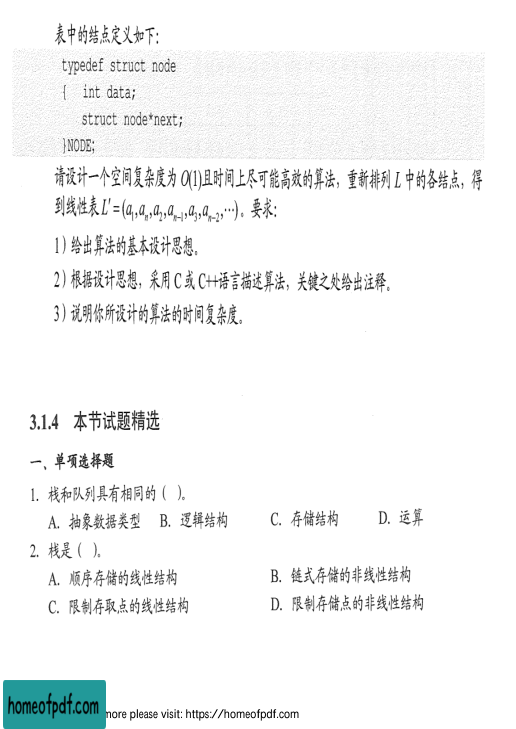 表中的结点定义如下：
typedef struct node
{ int data;
struct node*next;
}NODE;
请设计一个空间复杂度为 O(1)且时间上尽可能高效的算法，重新排列 L 中的各结点，得
到线性表L'=(a₁,aₙ,a₂,aₙ₋₁,a₃,aₙ₋₂,…)。要求：
1）给出算法的基本设计思想。
2）根据设计思想，采用 C 或 C++语言描述算法，关键之处给出注释。
3）说明你所设计的算法的时间复杂度。
3.1.4 本节试题精选
一、单项选择题
1. 栈和队列具有相同的（ ）。
A. 抽象数据类型 B. 逻辑结构 C. 存储结构 D. 运算
2. 栈是（ ）。
A. 顺序存储的线性结构 B. 链式存储的非线性结构
C. 限制存取点的线性结构 D. 限制存储点的非线性结构
homeofpdf.com more please visit: https://homeofpdf.com